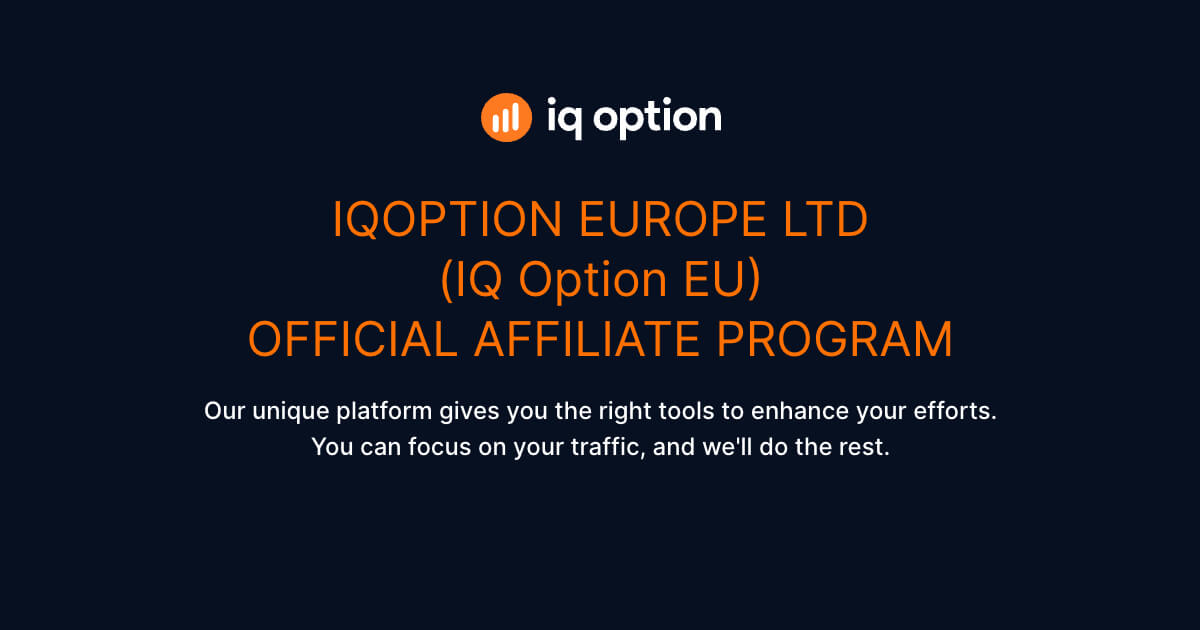 iq option
IQOPTION EUROPE LTD
(IQ Option EU)
OFFICIAL AFFILIATE PROGRAM
Our unique platform gives you the right tools to enhance your efforts.
You can focus on your traffic, and we'll do the rest.